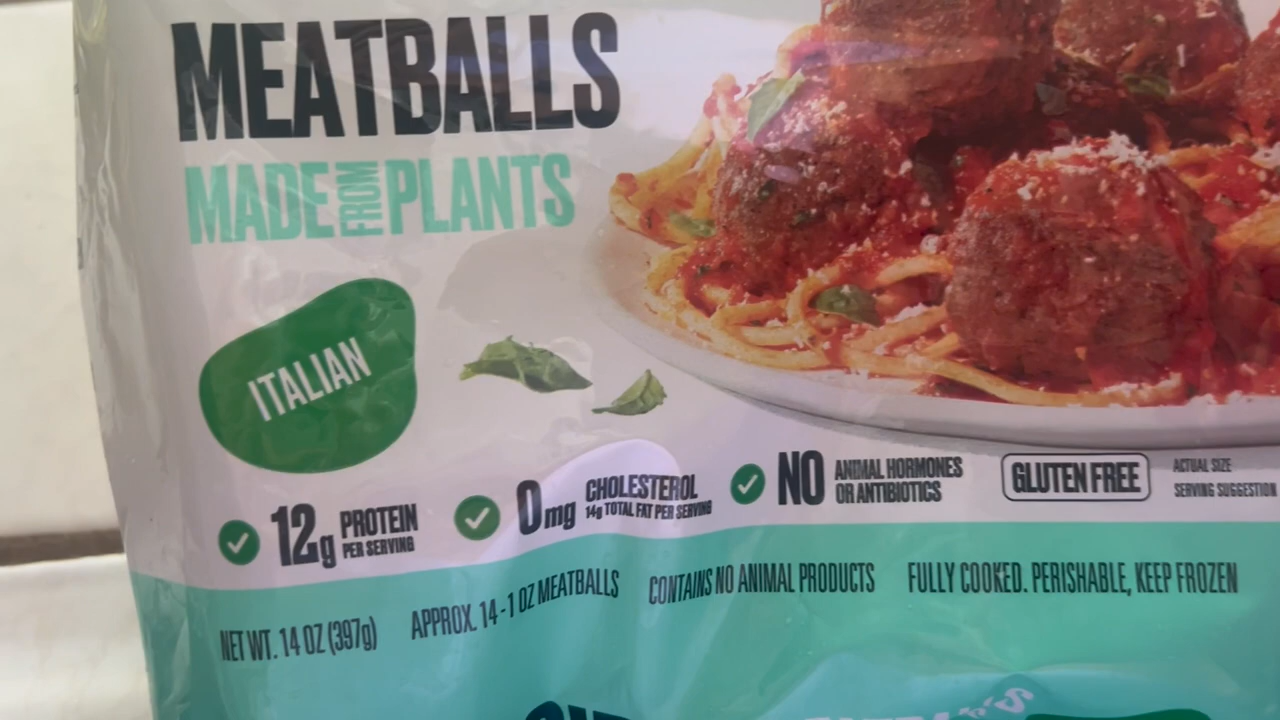 MEATBALLS
MADE FROM PLANTS
ITALIAN
12g PROTEIN
PER SERVING
0mg CHOLESTEROL
14g TOTAL FAT PER SERVING
NO ANIMAL HORMONES
OR ANTIBIOTICS
GLUTEN FREE
ACTUAL SIZE
SERVING SUGGESTION
NET WT. 14 OZ (397g)
APPROX. 14-1 OZ MEATBALLS
CONTAINS NO ANIMAL PRODUCTS
FULLY COOKED. PERISHABLE, KEEP FROZEN